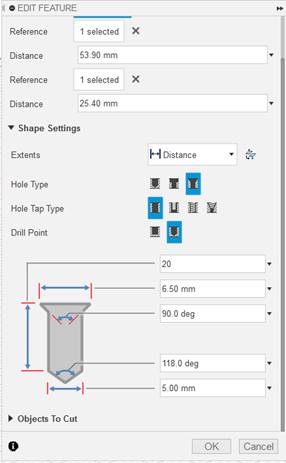 EDIT FEATURE
Reference 1 selected
Distance 53.90 mm
Reference 1 selected
Distance 25.40 mm
Shape Settings
Extents Distance
Hole Type
Hole Tap Type
Drill Point
20
6.50 mm
90.0 deg
118.0 deg
5.00 mm
Objects To Cut
OK Cancel